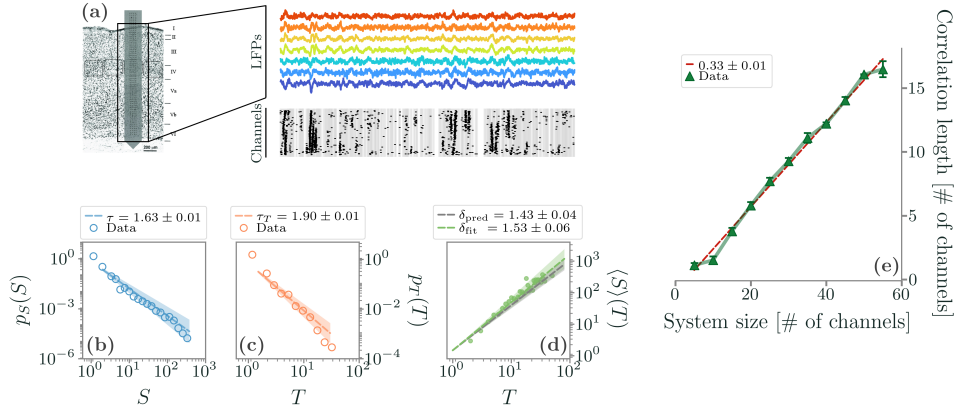 (a)
I
II
III
IV
Va
Vb
VI
LFPs
Channels
τ = 1.63 ± 0.01
Data
p_S(S)
10^0
10^-3
10^-6
(b)
10^0 10^1 10^2 10^3
S
τ_T = 1.90 ± 0.01
Data
10^0
10^-2
10^-4
p_T(T)
(c)
10^0 10^1 10^2
T
δ_pred = 1.43 ± 0.04
δ_fit = 1.53 ± 0.06
10^3
10^2
10^1
10^0
⟨S⟩(T)
(d)
10^0 10^1 10^2
T
0.33 ± 0.01
Data
15
10
5
0
Correlation length
[# of channels]
(e)
0 20 40 60
System size [# of channels]